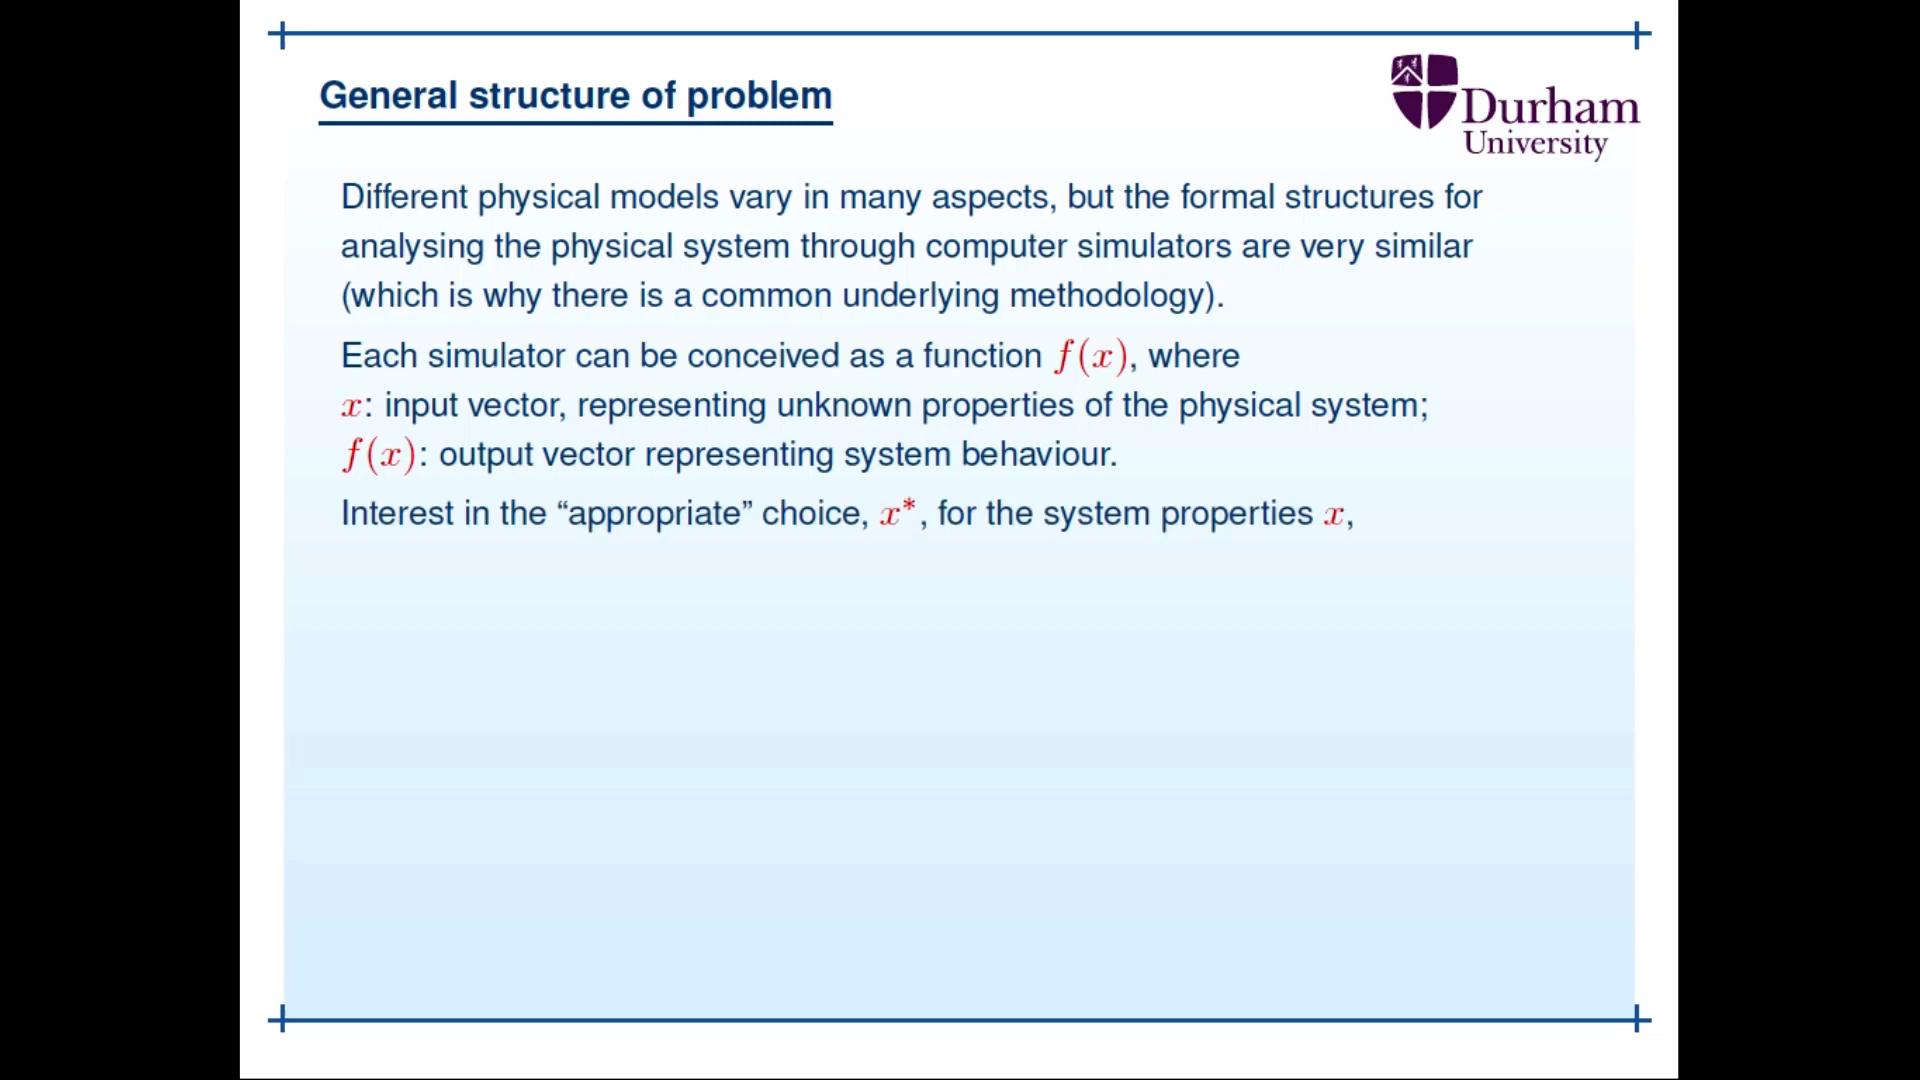 General structure of problem
Durham
University
Different physical models vary in many aspects, but the formal structures for
analysing the physical system through computer simulators are very similar
(which is why there is a common underlying methodology).
Each simulator can be conceived as a function f(x), where
x: input vector, representing unknown properties of the physical system;
f(x): output vector representing system behaviour.
Interest in the “appropriate” choice, x*, for the system properties x,